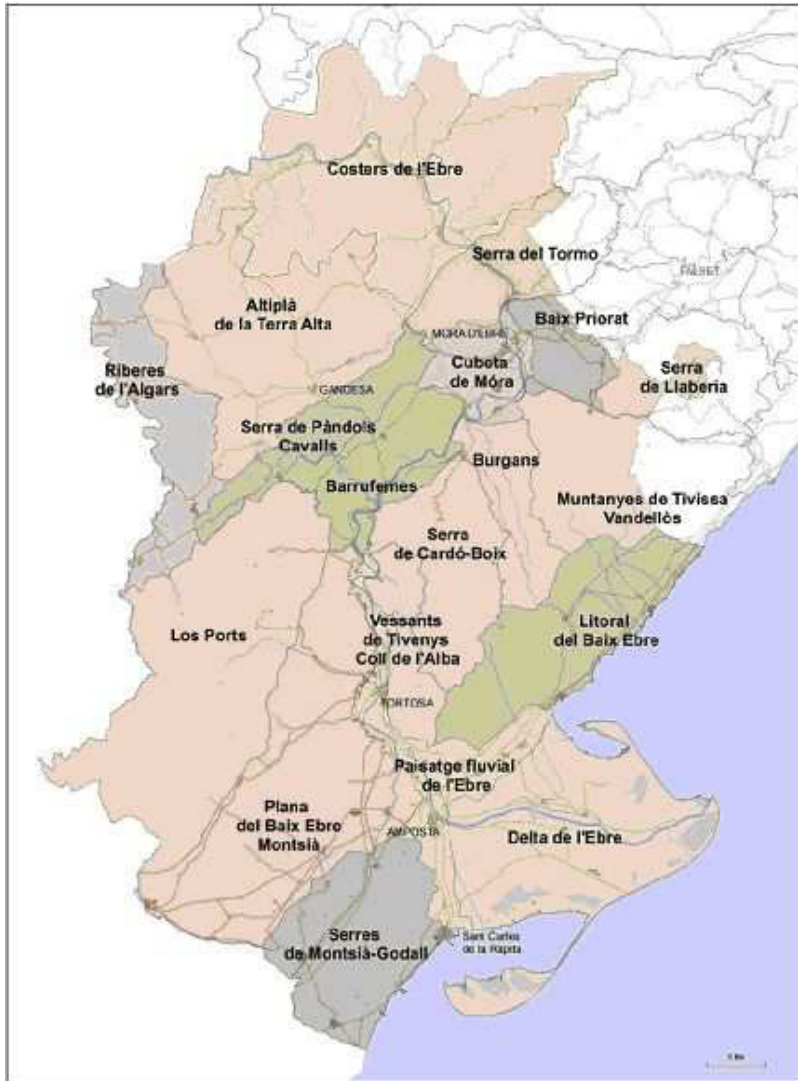 Costers de l'Ebre
Serra del Tormo
FALSET
Altiplà
de la Terra Alta
MORA D'EBRE
Baix Priorat
Riberes
de l'Algars
GANDESA
Cubeta
de Móra
Serra
de Llaberia
Serra de Pàndols
Cavalls
Burgans
Barrufemes
Muntanyes de Tivissa
Vandellòs
Serra
de Cardó-Boix
Los Ports
Vessants
de Tivenys
Coll de l'Alba
Litoral
del Baix Ebre
TORTOSA
Paisatge fluvial
de l'Ebre
Plana
del Baix Ebre
Montsià
AMPOSTA
Delta de l'Ebre
Serres
de Montsià-Godall
Sant Carles
de la Ràpita